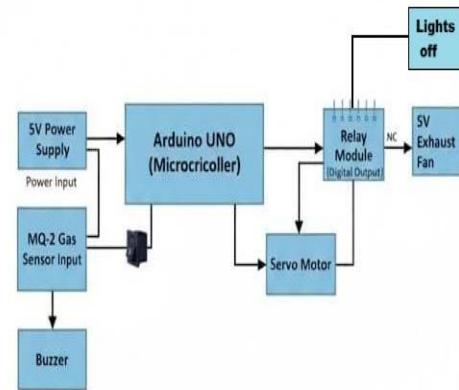 Lights
off
5V Power
Supply
Power Input
Arduino UNO
(Microcricoller)
Relay
Module
(Digital Output)
NC
5V
Exhaust
Fan
MQ-2 Gas
Sensor Input
Servo Motor
Buzzer